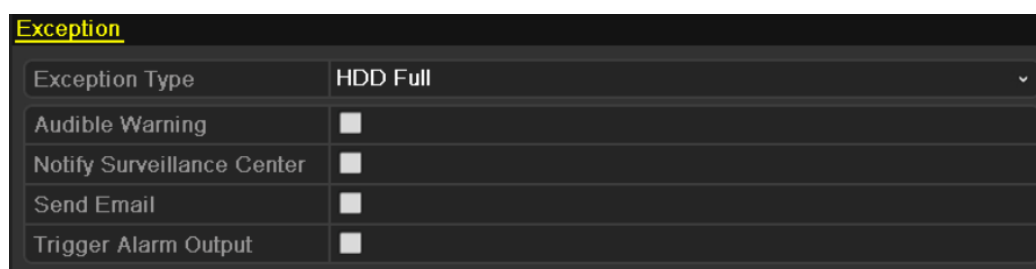 Exception
Exception Type HDD Full
Audible Warning
Notify Surveillance Center
Send Email
Trigger Alarm Output